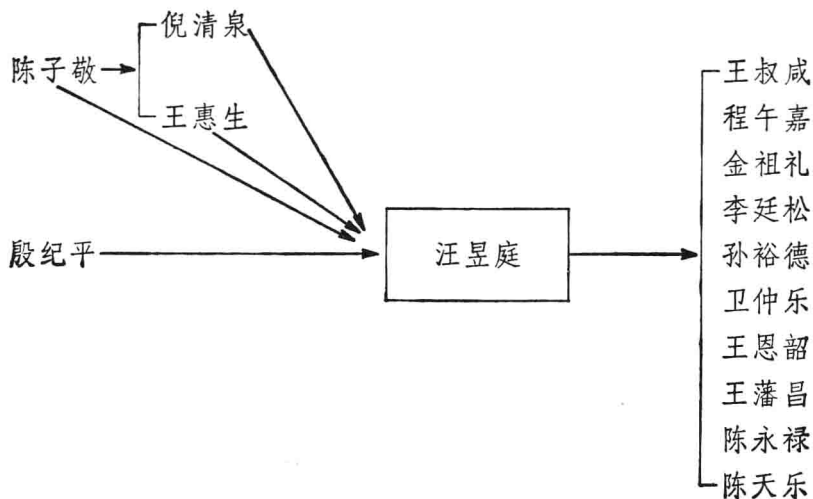 倪清泉
陈子敬
王惠生
殷纪平
汪昱庭
王叔咸
程午嘉
金祖礼
李廷松
孙裕德
卫仲乐
王恩韶
王藩昌
陈永禄
陈天乐